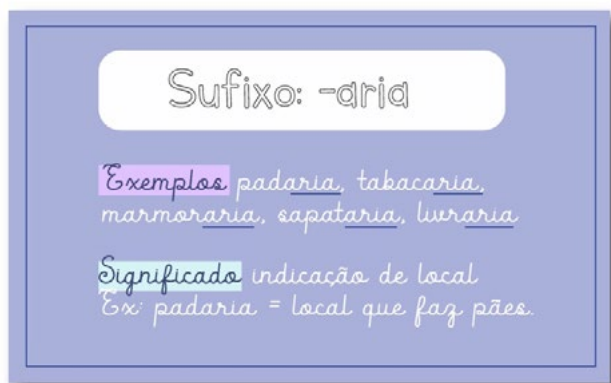 Sufixo: -aria
Exemplos padaria, tabacaria,
marmoraria, sapataria, livraria
Significado indicação de local
Ex: padaria = local que faz pães.